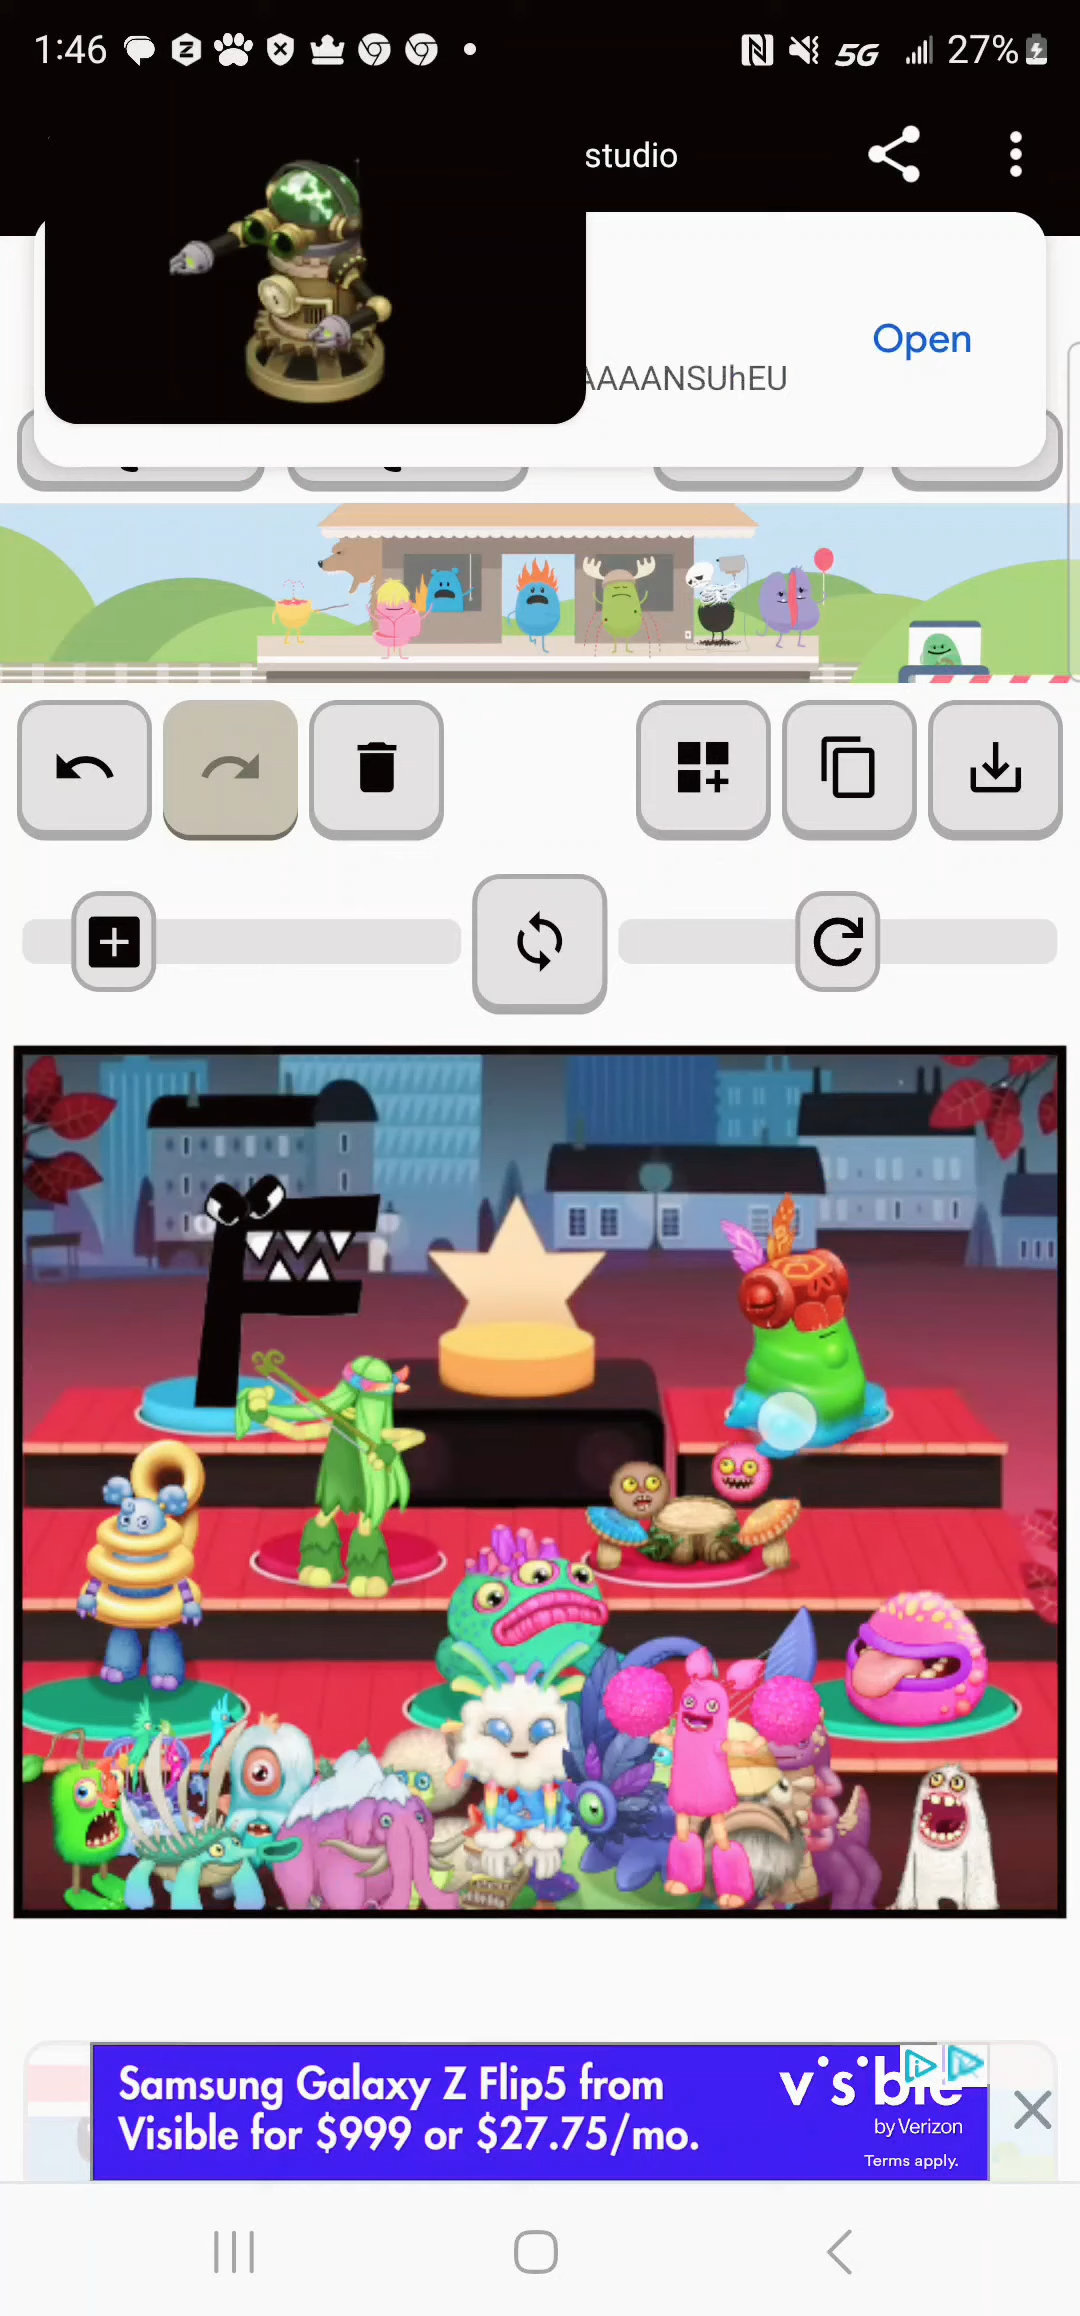 1:46
5G
27%
studio
Open
AAAANSUhEU
Samsung Galaxy Z Flip5 from
Visible for $999 or $27.75/mo.
by Verizon
Terms apply.